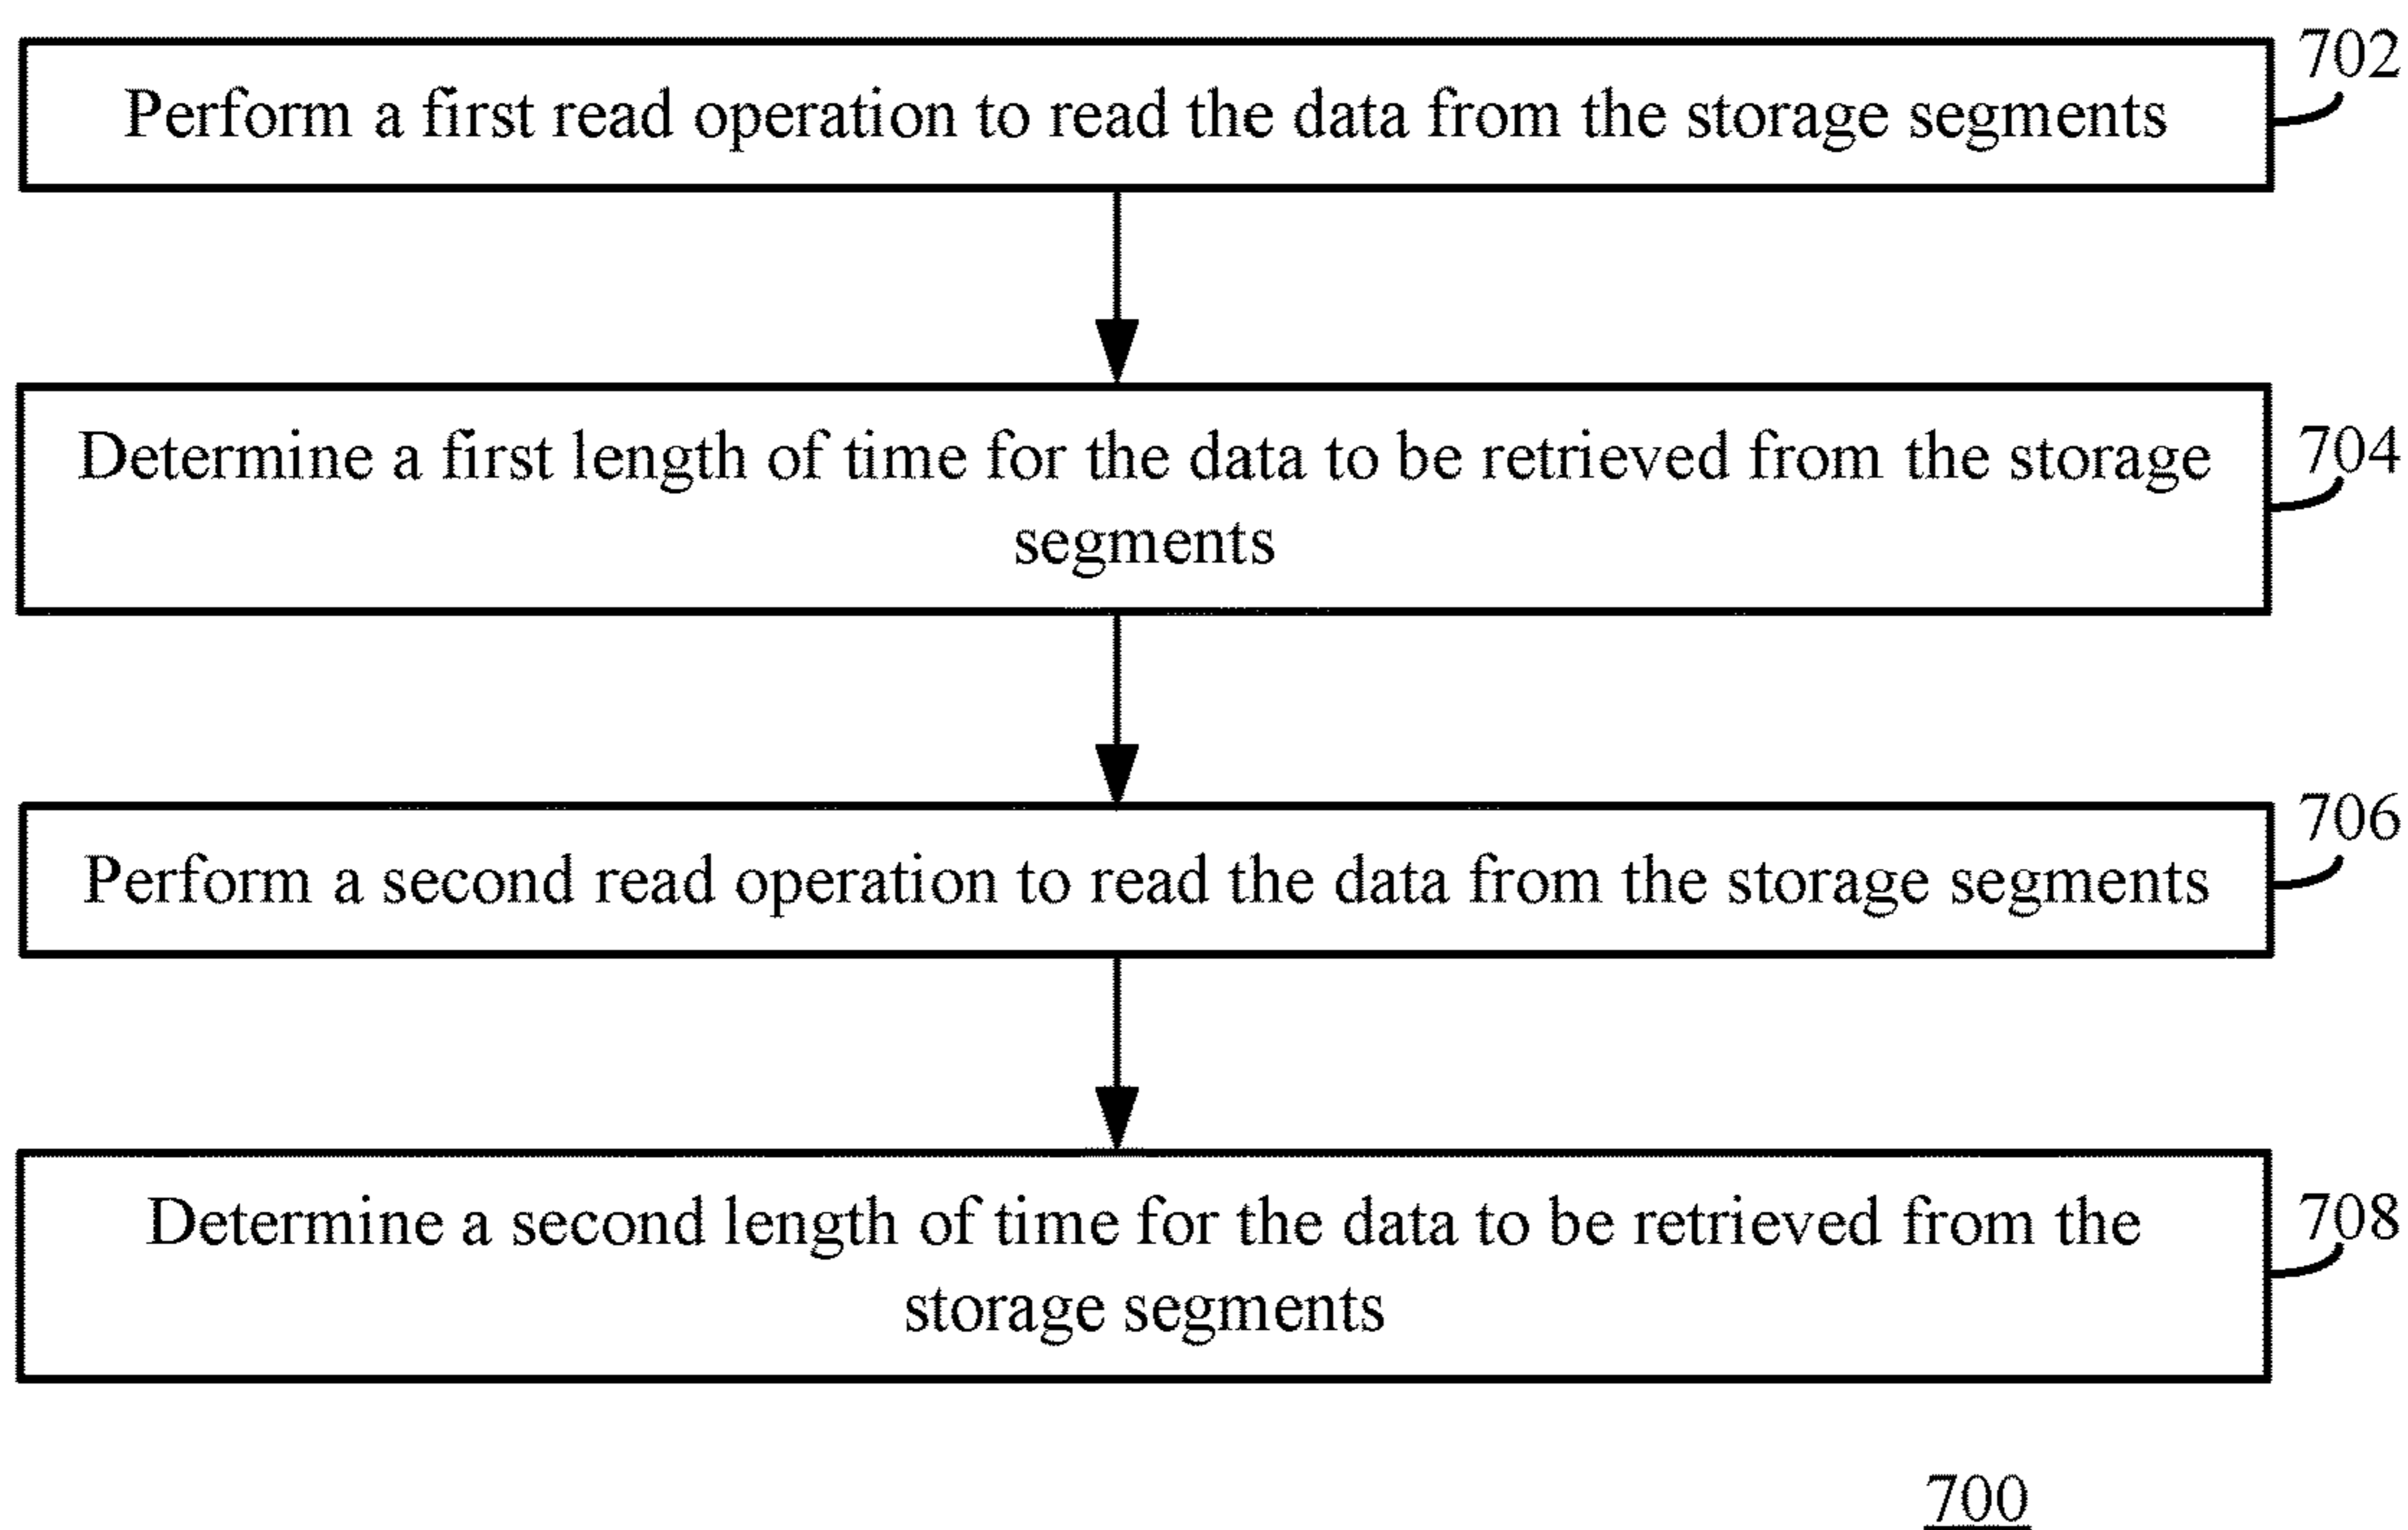 702
Perform a first read operation to read the data from the storage segments
704
Determine a first length of time for the data to be retrieved from the storage
segments
706
Perform a second read operation to read the data from the storage segments
708
Determine a second length of time for the data to be retrieved from the
storage segments
700